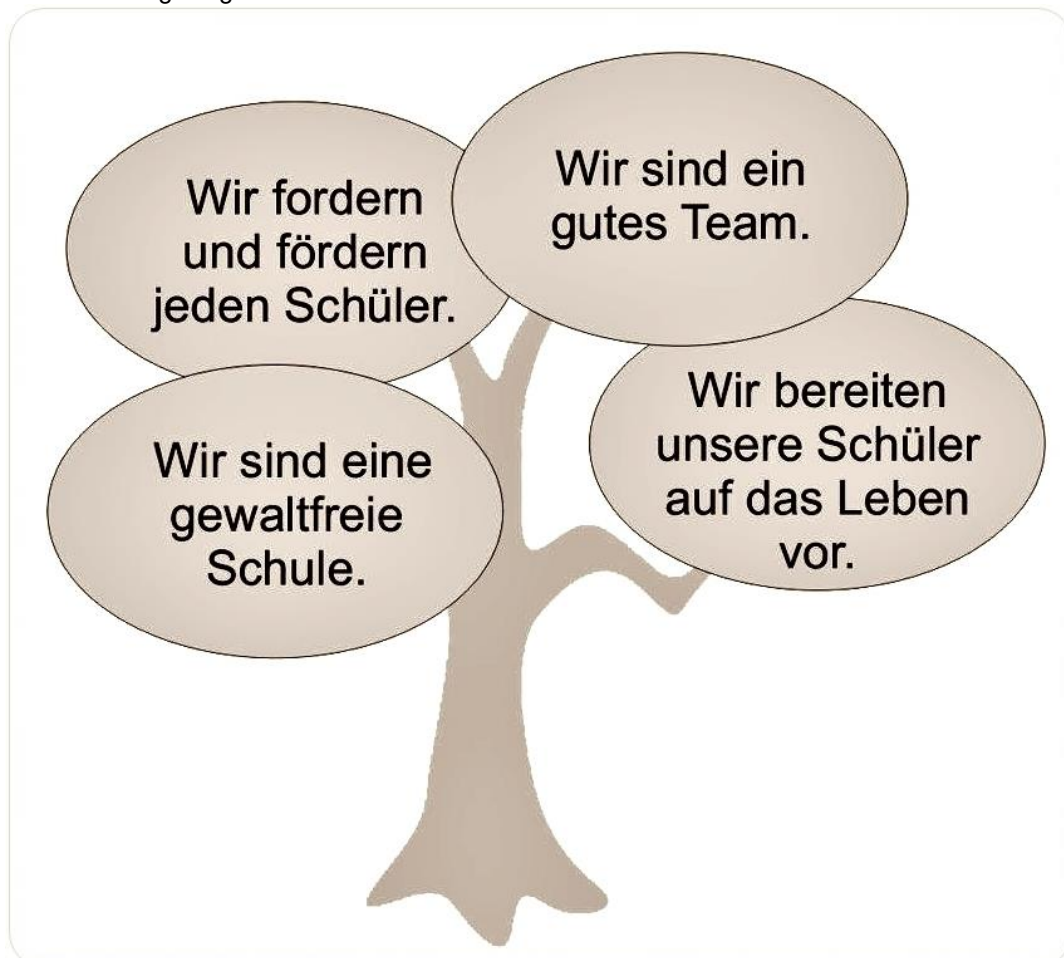 Wir fordern
und fördern
jeden Schüler.
Wir sind ein
gutes Team.
Wir sind eine
gewaltfreie
Schule.
Wir bereiten
unsere Schüler
auf das Leben
vor.